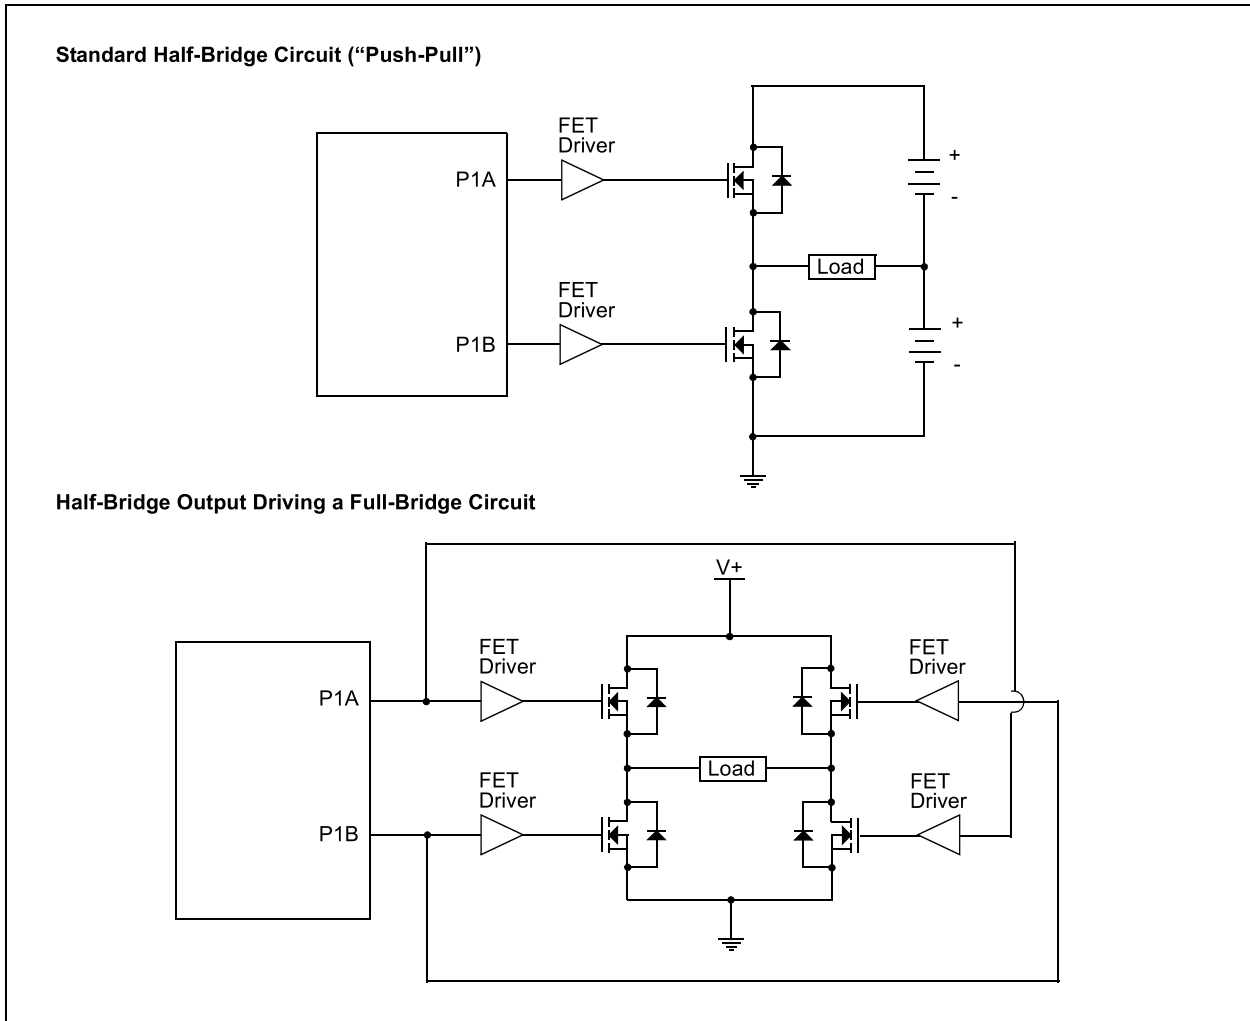 Standard Half-Bridge Circuit (“Push-Pull”)
FET
Driver
P1A
+
-
Load
FET
Driver
P1B
+
-
Half-Bridge Output Driving a Full-Bridge Circuit
V+
FET
Driver
FET
Driver
P1A
Load
FET
Driver
FET
Driver
P1B